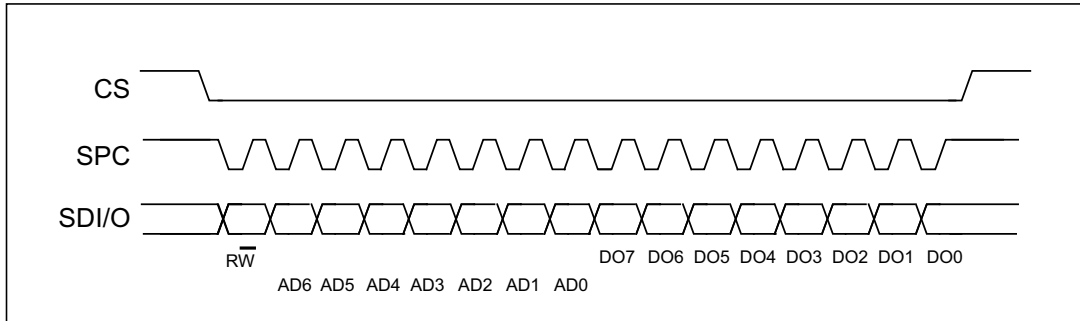 CS
SPC
SDI/O
RW̅
DO7 DO6 DO5 DO4 DO3 DO2 DO1 DO0
AD6 AD5 AD4 AD3 AD2 AD1 AD0